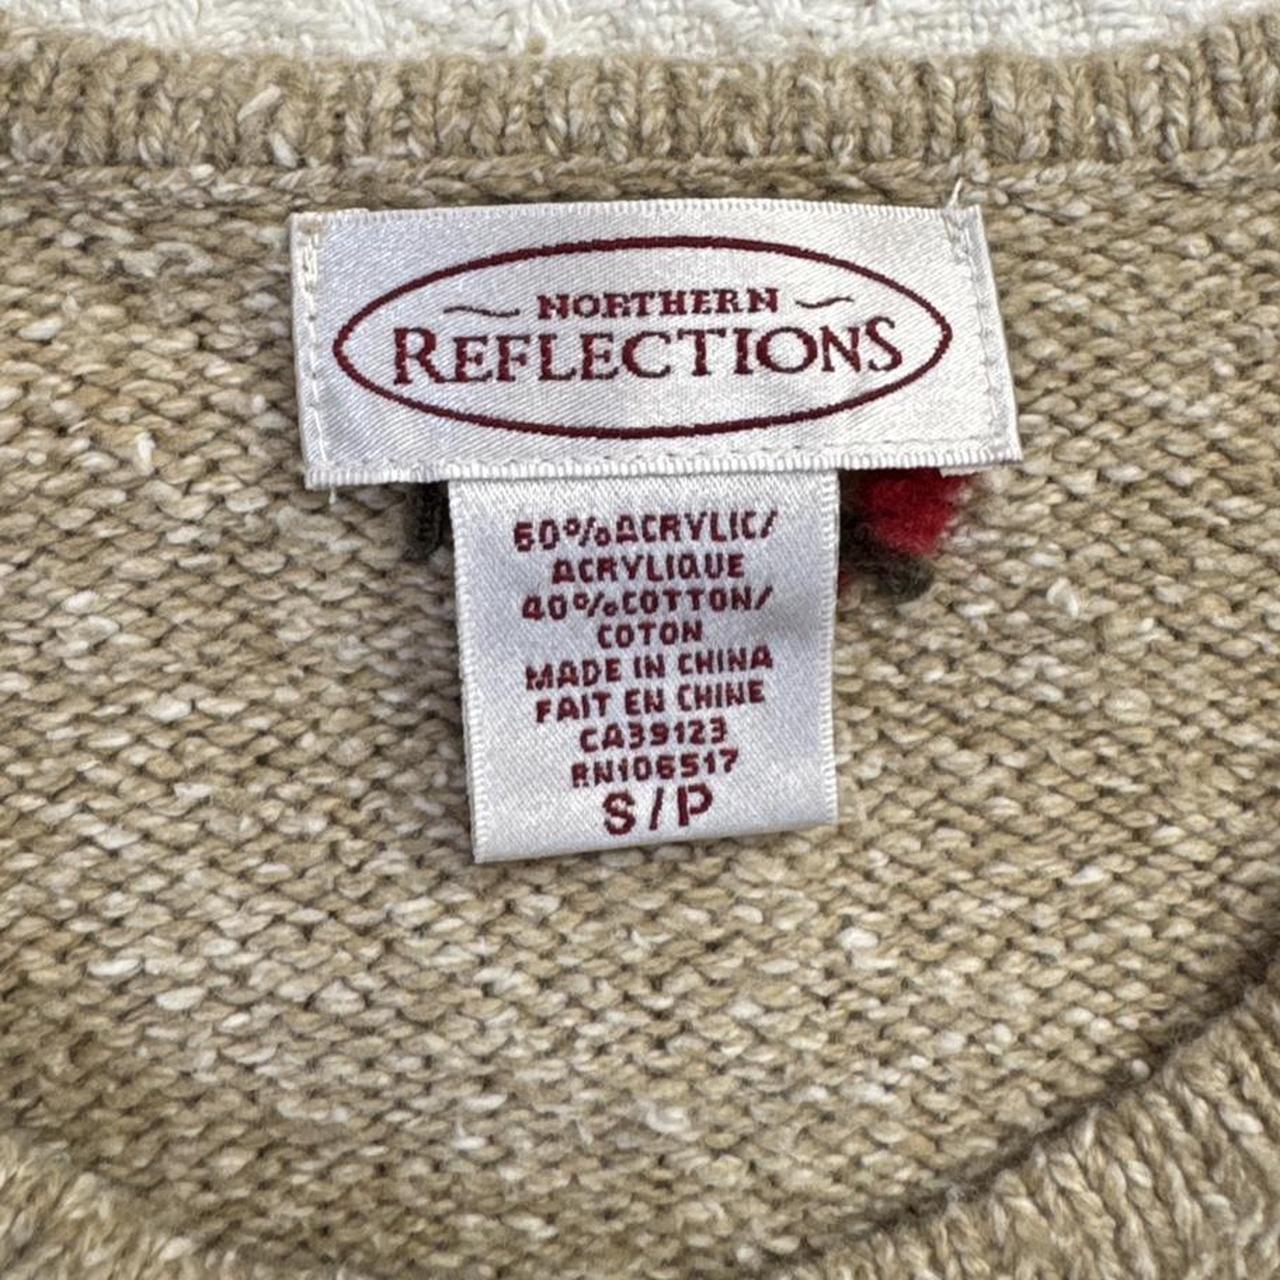 NORTHERN
REFLECTIONS
60%ACRYLIC/
ACRYLIQUE
40%COTTON/
COTON
MADE IN CHINA
FAIT EN CHINE
CA39123
RN106517
S/P